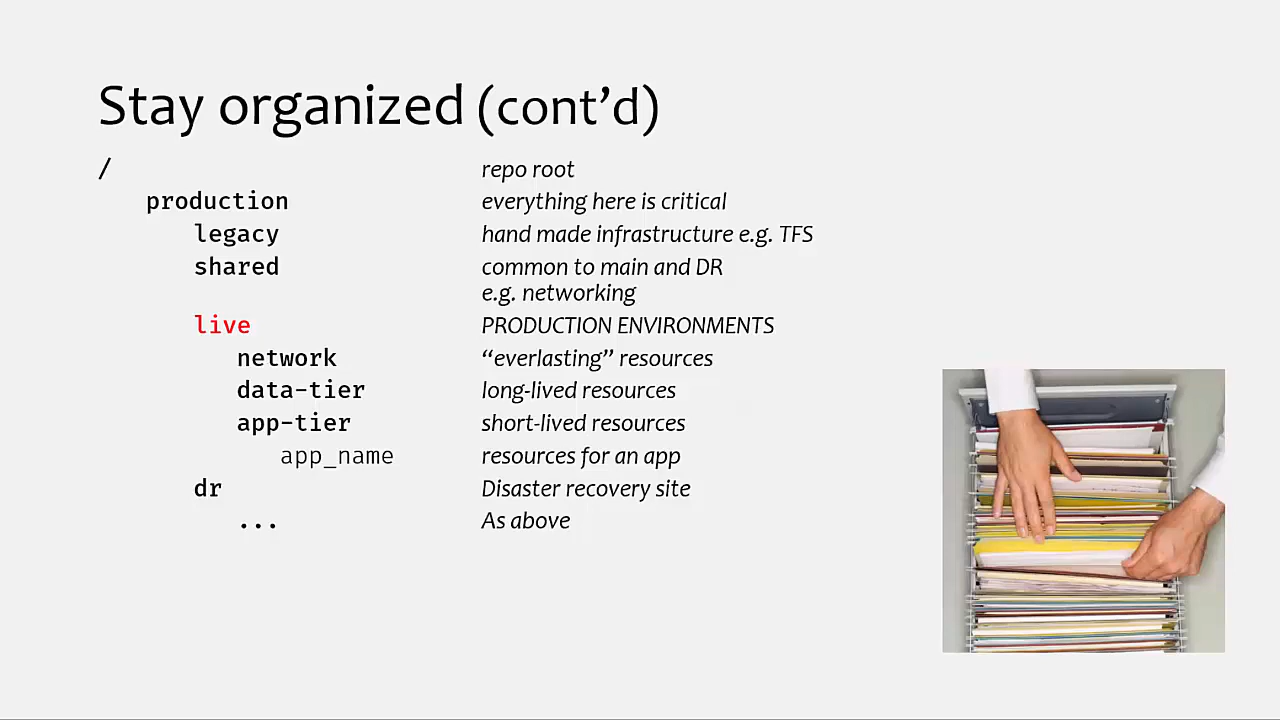 Stay organized (cont’d)
/ repo root
production everything here is critical
legacy hand made infrastructure e.g. TFS
shared common to main and DR
e.g. networking
live PRODUCTION ENVIRONMENTS
network “everlasting” resources
data-tier long-lived resources
app-tier short-lived resources
app_name resources for an app
dr Disaster recovery site
... As above